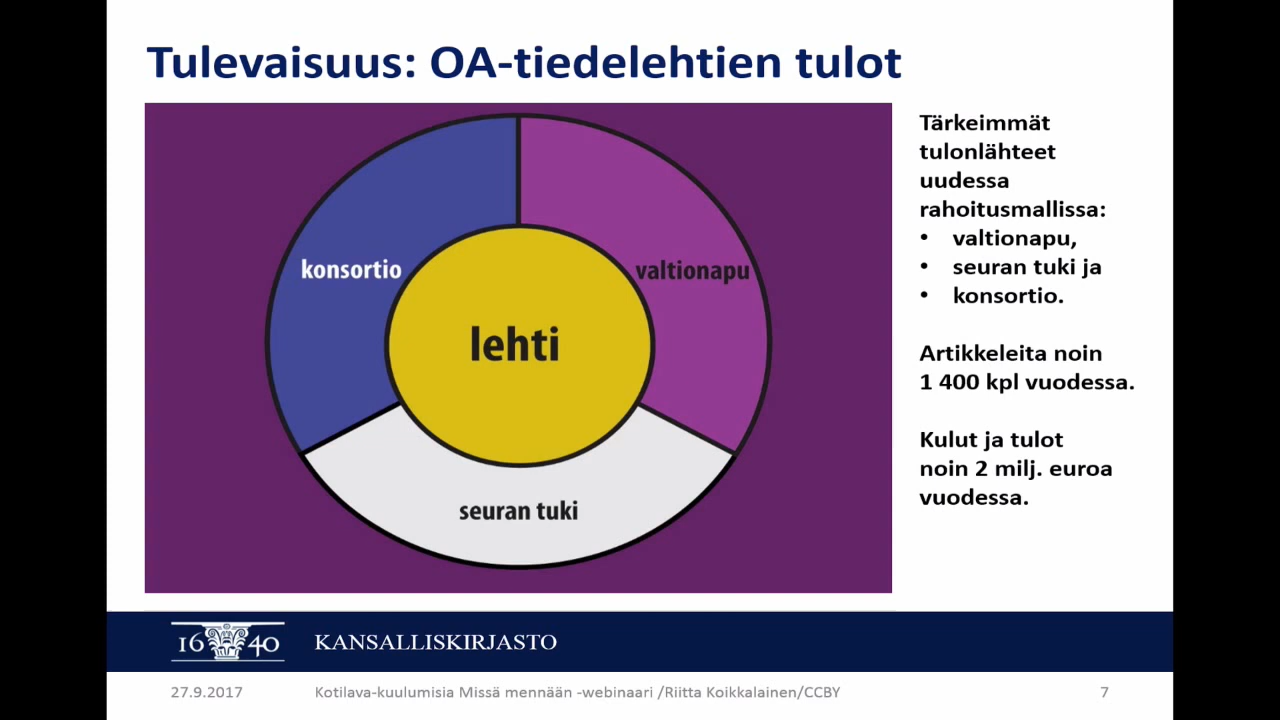 Tulevaisuus: OA-tiedelehtien tulot
konsortio
valtionapu
lehti
seuran tuki
Tärkeimmät
tulonlähteet
uudessa
rahoitusmallissa:
• valtionapu,
• seuran tuki ja
• konsortio.
Artikkeleita noin
1 400 kpl vuodessa.
Kulut ja tulot
noin 2 milj. euroa
vuodessa.
16 40 KANSALLISKIRJASTO
27.9.2017 Kotilava-kuulumisia Missä mennään -webinaari /Riitta Koikkalainen/CCBY 7